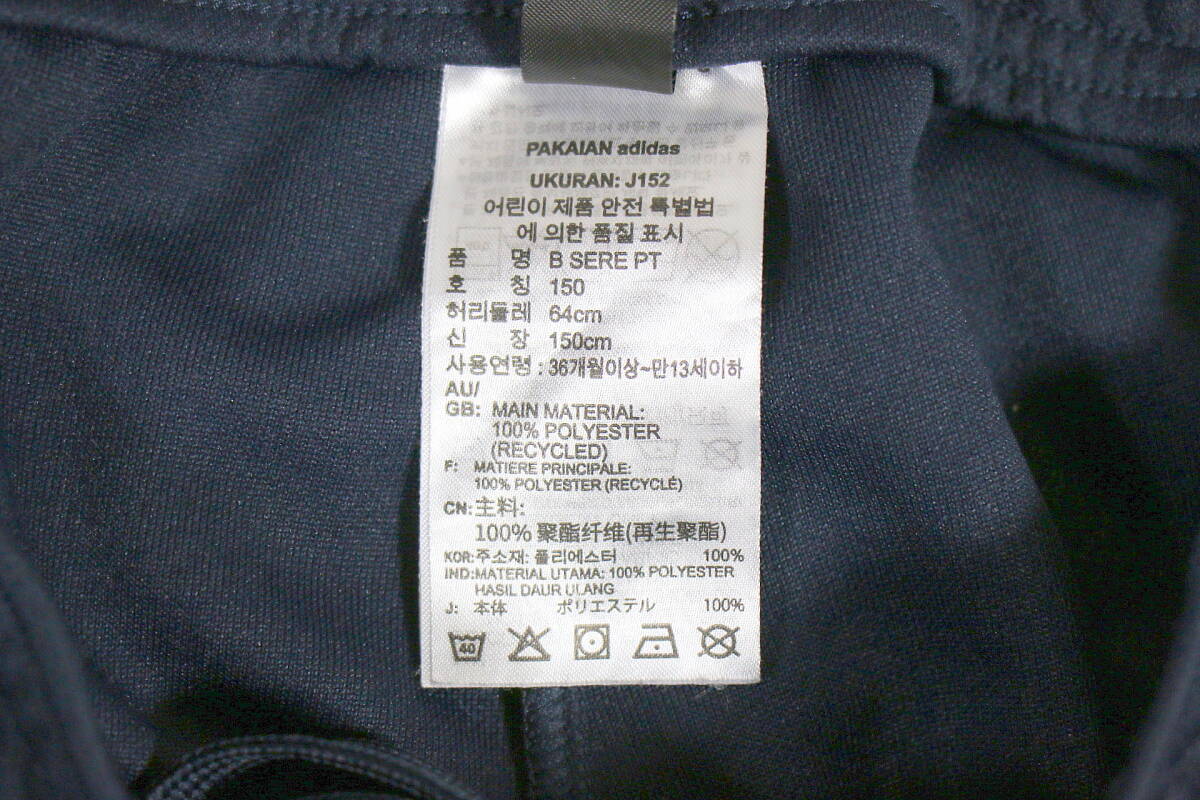 PAKAIAN adidas
UKURAN: J152
어린이 제품 안전 특별법
에 의한 품질 표시
품 명 B SERE PT
호 칭 150
허리둘레 64cm
신 장 150cm
사용연령 : 36개월이상~만13세이하
AU/
GB: MAIN MATERIAL:
100% POLYESTER
(RECYCLED)
F: MATIERE PRINCIPALE:
100% POLYESTER (RECYCLÉ)
CN: 主料:
100% 聚酯纤维(再生聚酯)
KOR: 주소재: 폴리에스터 100%
IND: MATERIAL UTAMA: 100% POLYESTER
HASIL DAUR ULANG
J: 本体 ポリエステル 100%
40